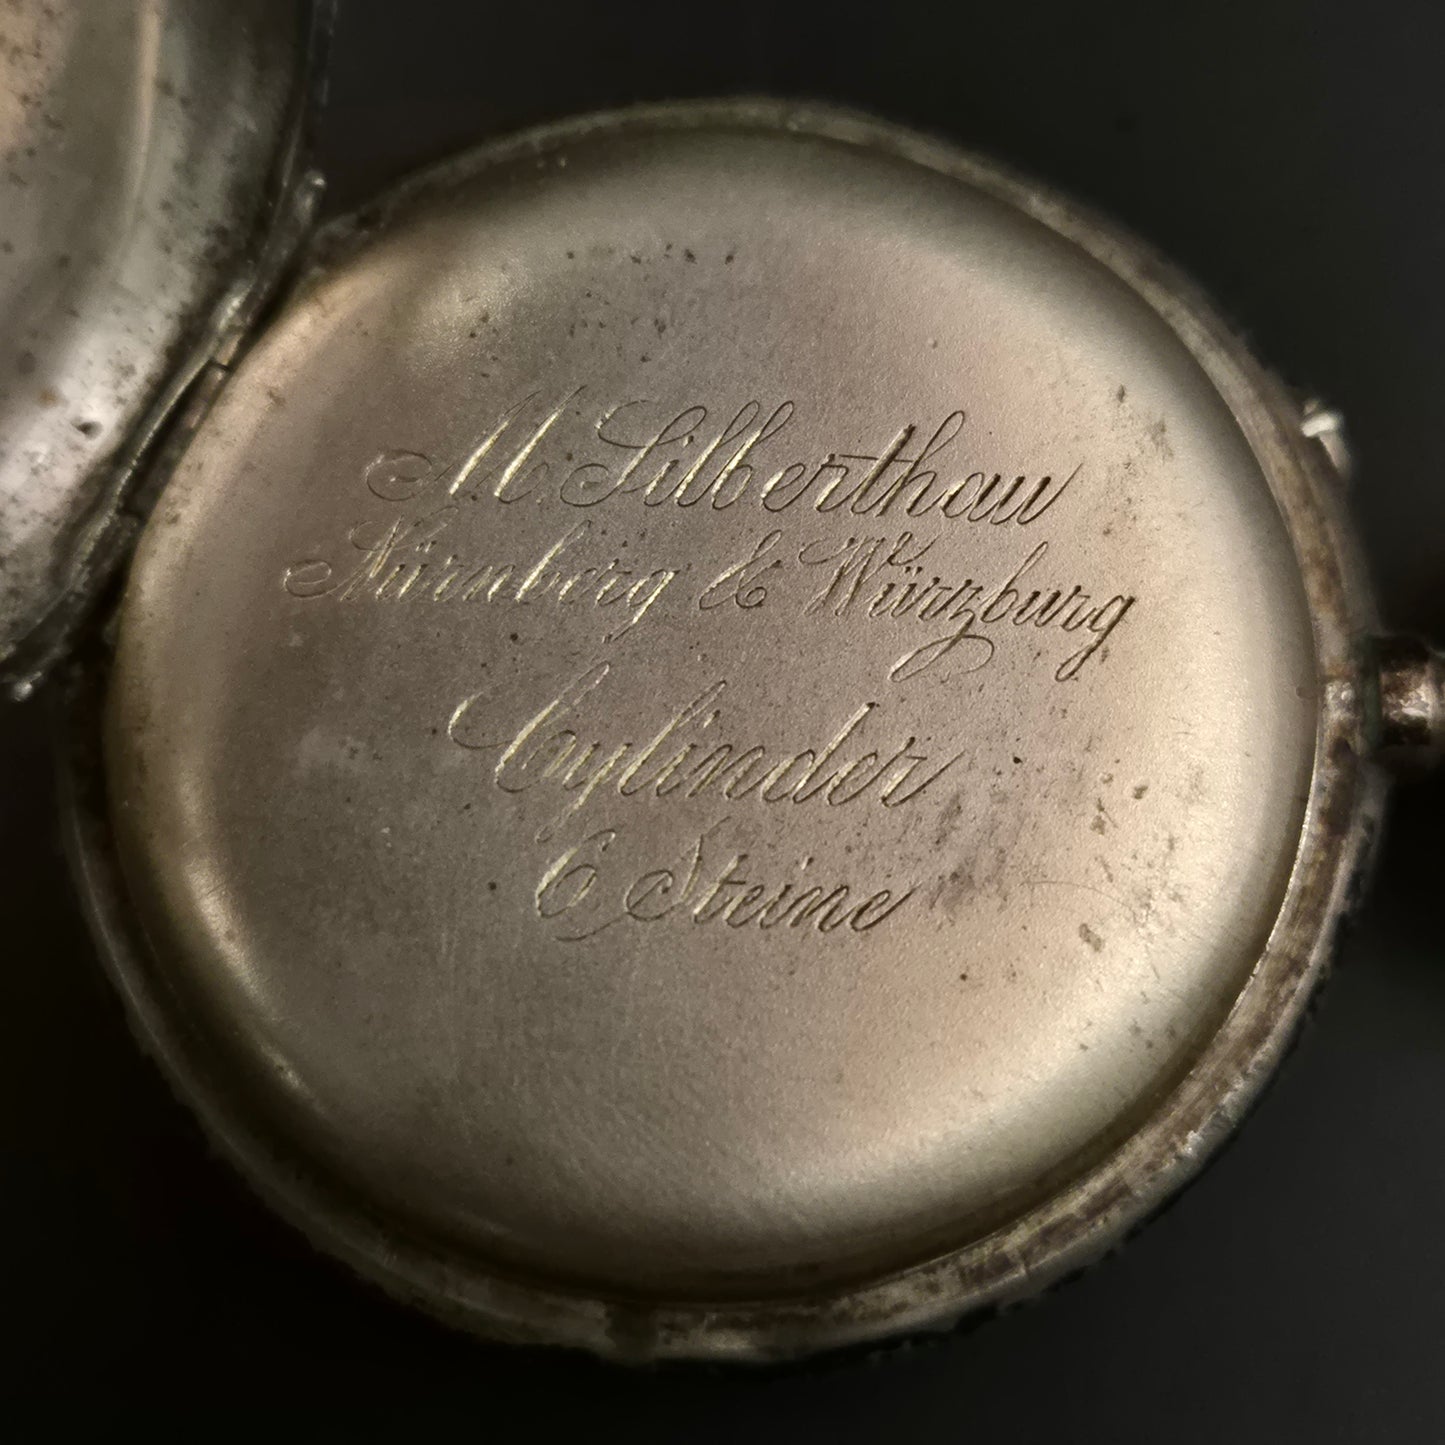 M. Silberthau
Nürnberg & Würzburg
Cylinder
6 Steine